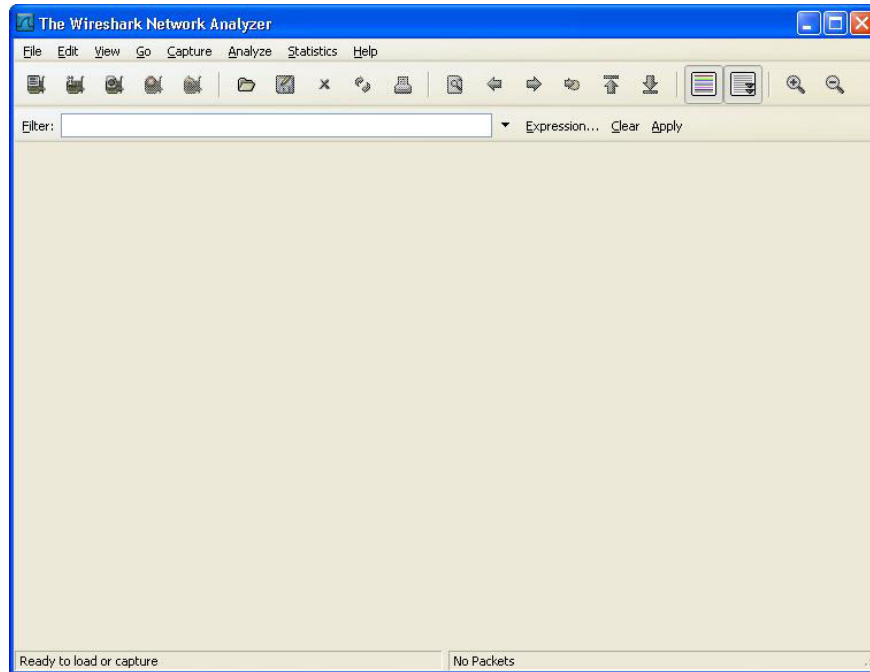 The Wireshark Network Analyzer
File Edit View Go Capture Analyze Statistics Help
Filter: Expression... Clear Apply
Ready to load or capture No Packets